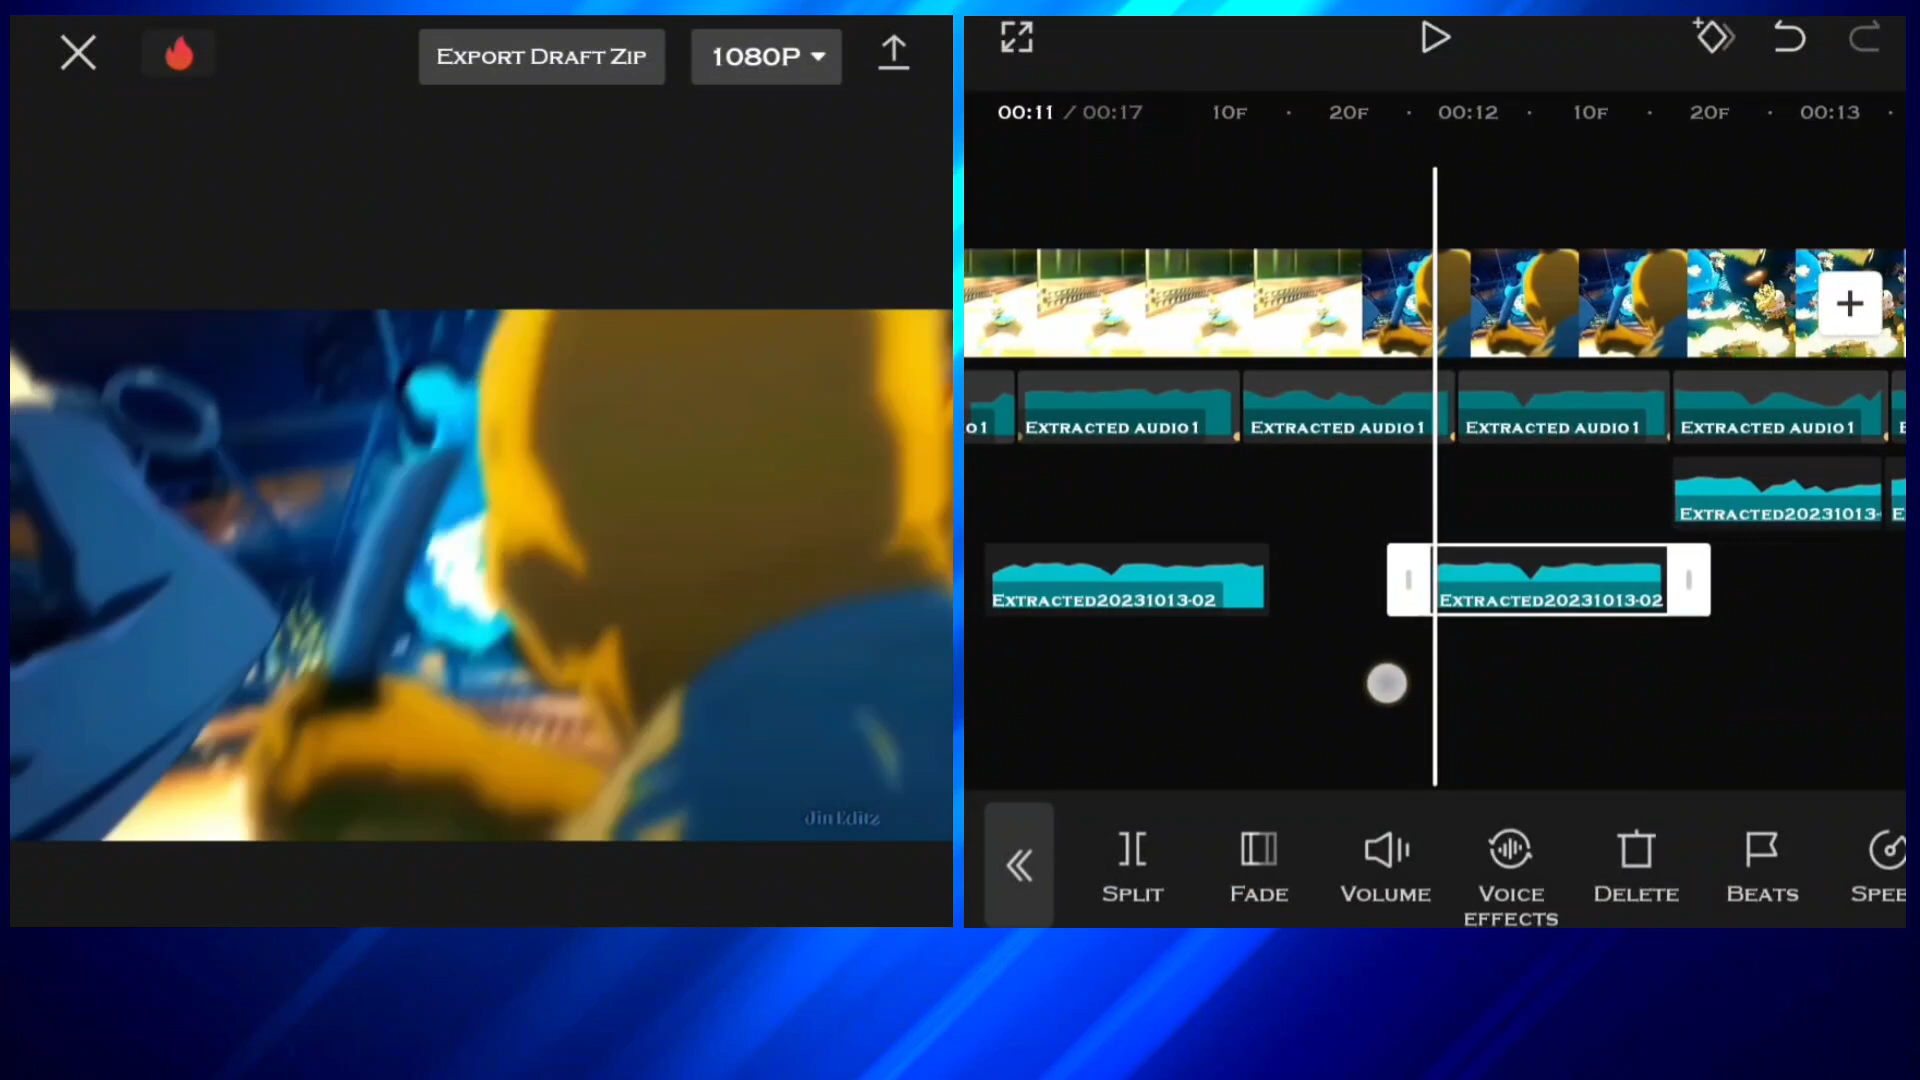 EXPORT DRAFT ZIP
1080P
Jin Editz
00:11 / 00:17
10F
20F
00:12
10F
20F
00:13
01
EXTRACTED AUDIO1
EXTRACTED AUDIO1
EXTRACTED AUDIO1
EXTRACTED AUDIO1
E
EXTRACTED20231013-
E
EXTRACTED20231013-02
EXTRACTED20231013-02
SPLIT
FADE
VOLUME
VOICE
EFFECTS
DELETE
BEATS
SPEE